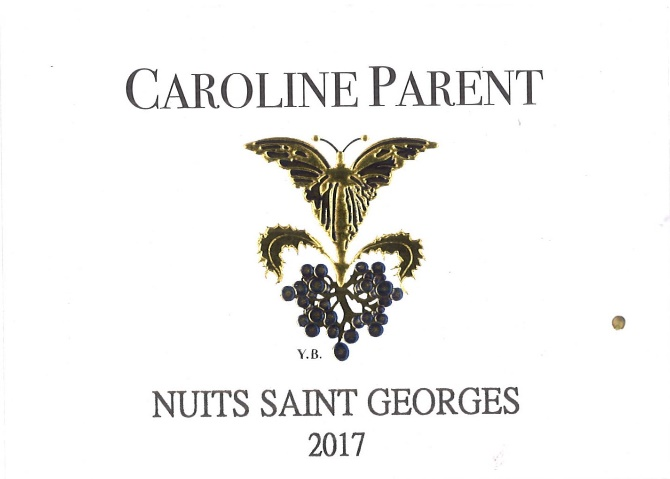 CAROLINE PARENT
Y.B.
NUITS SAINT GEORGES
2017